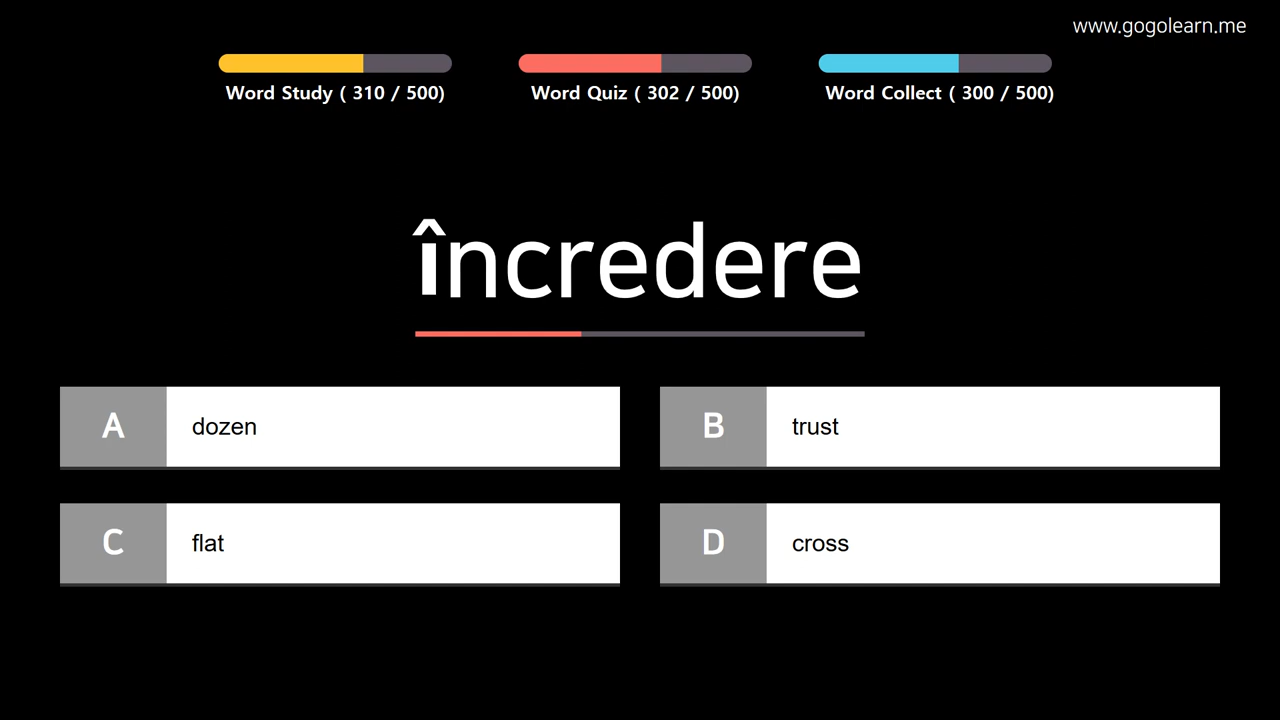 www.gogolearn.me
Word Study ( 310 / 500)
Word Quiz ( 302 / 500)
Word Collect ( 300 / 500)
încredere
A dozen
B trust
C flat
D cross